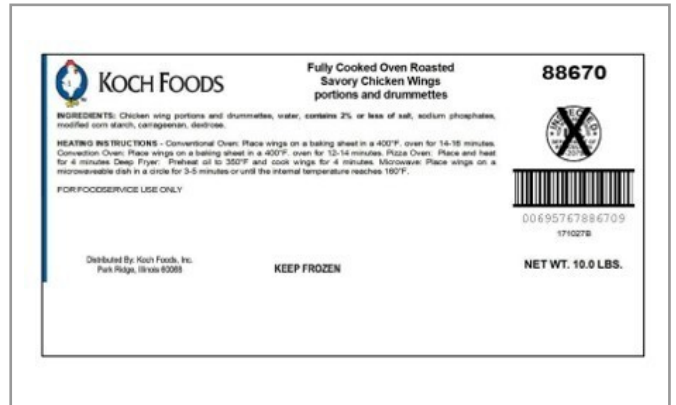 KOCH FOODS
Fully Cooked Oven Roasted
Savory Chicken Wings
portions and drummettes
88670
INGREDIENTS: Chicken wing portions and drummettes, water, contains 2% or less of salt, sodium phosphates,
modified corn starch, carrageenan, dextrose.
HEATING INSTRUCTIONS - Conventional Oven: Place wings on a baking sheet in a 400°F. oven for 14-16 minutes.
Convection Oven: Place wings on a baking sheet in a 400°F. oven for 12-14 minutes. Pizza Oven: Place and heat
for 4 minutes Deep Fryer: Preheat oil to 350°F and cook wings for 4 minutes. Microwave: Place wings on a
microwaveable dish in a circle for 3-5 minutes or until the internal temperature reaches 160°F.
FOR FOODSERVICE USE ONLY
00695767886709
171027B
Distributed By: Koch Foods, Inc.
Park Ridge, Illinois 60068
KEEP FROZEN
NET WT. 10.0 LBS.